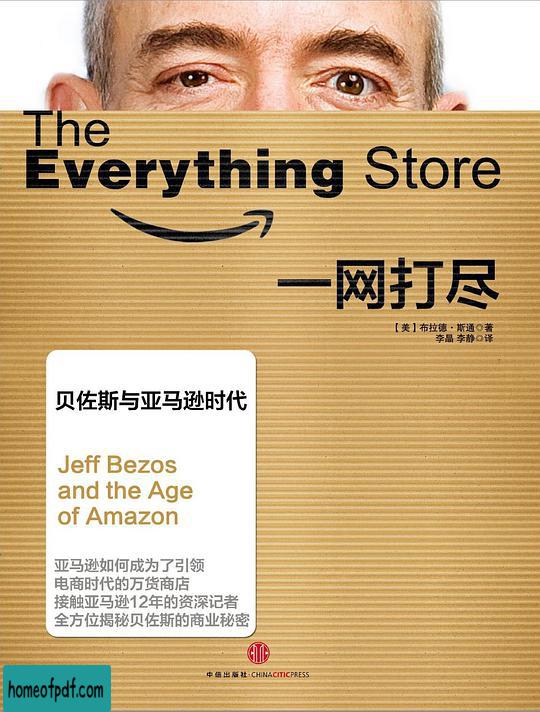 The
Everything Store
一网打尽
【美】布拉德·斯通◎著
李晶 李静◎译
贝佐斯与亚马逊时代
Jeff Bezos
and the Age
of Amazon
亚马逊如何成为了引领
电商时代的万货商店
接触亚马逊12年的资深记者
全方位揭秘贝佐斯的商业秘密
中信出版社·CHINACITICPRESS
homeofpdf.com